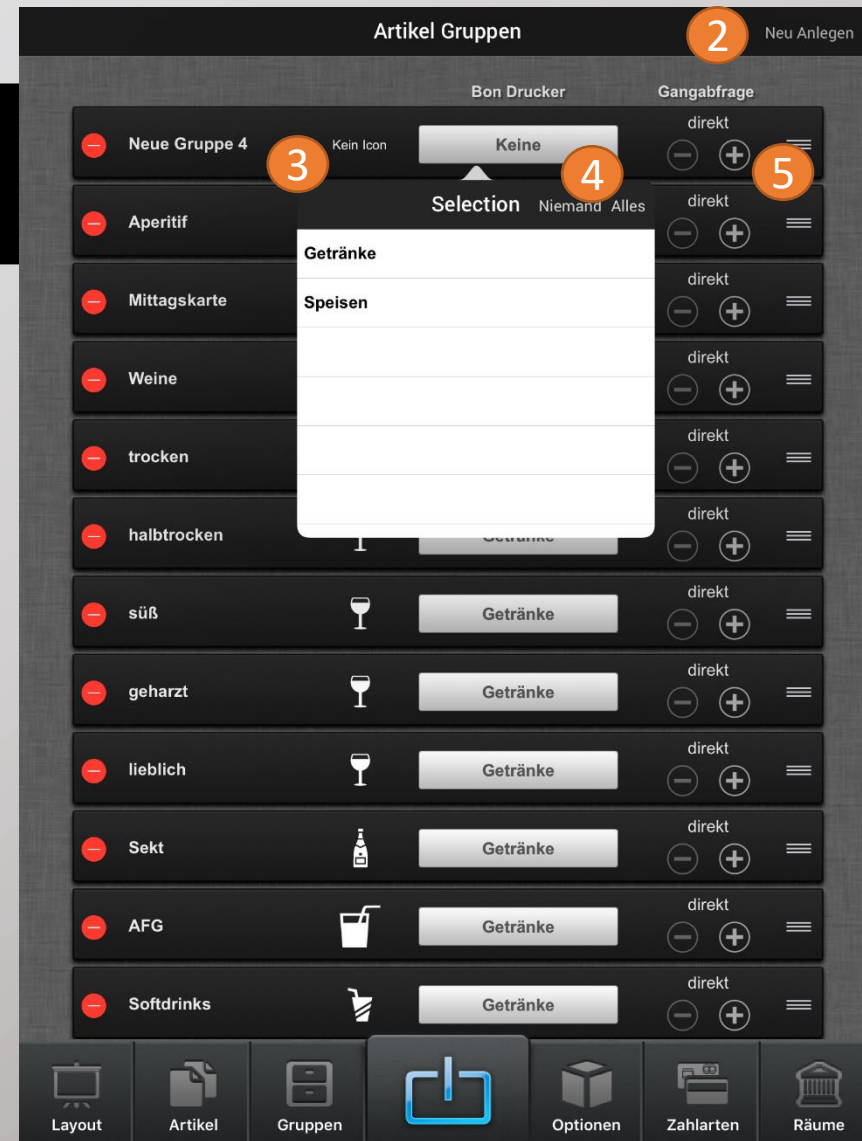 Artikel Gruppen
2
Neu Anlegen
Bon Drucker
Gangabfrage
Neue Gruppe 4
3
Kein Icon
Keine
direkt
4
5
Selection
Niemand
Alles
Getränke
Speisen
Aperitif
direkt
Mittagskarte
direkt
Weine
direkt
trocken
direkt
halbtrocken
Getränke
direkt
süß
Getränke
direkt
geharzt
Getränke
direkt
lieblich
Getränke
direkt
Sekt
Getränke
direkt
AFG
Getränke
direkt
Softdrinks
Getränke
direkt
Layout
Artikel
Gruppen
Optionen
Zahlarten
Räume